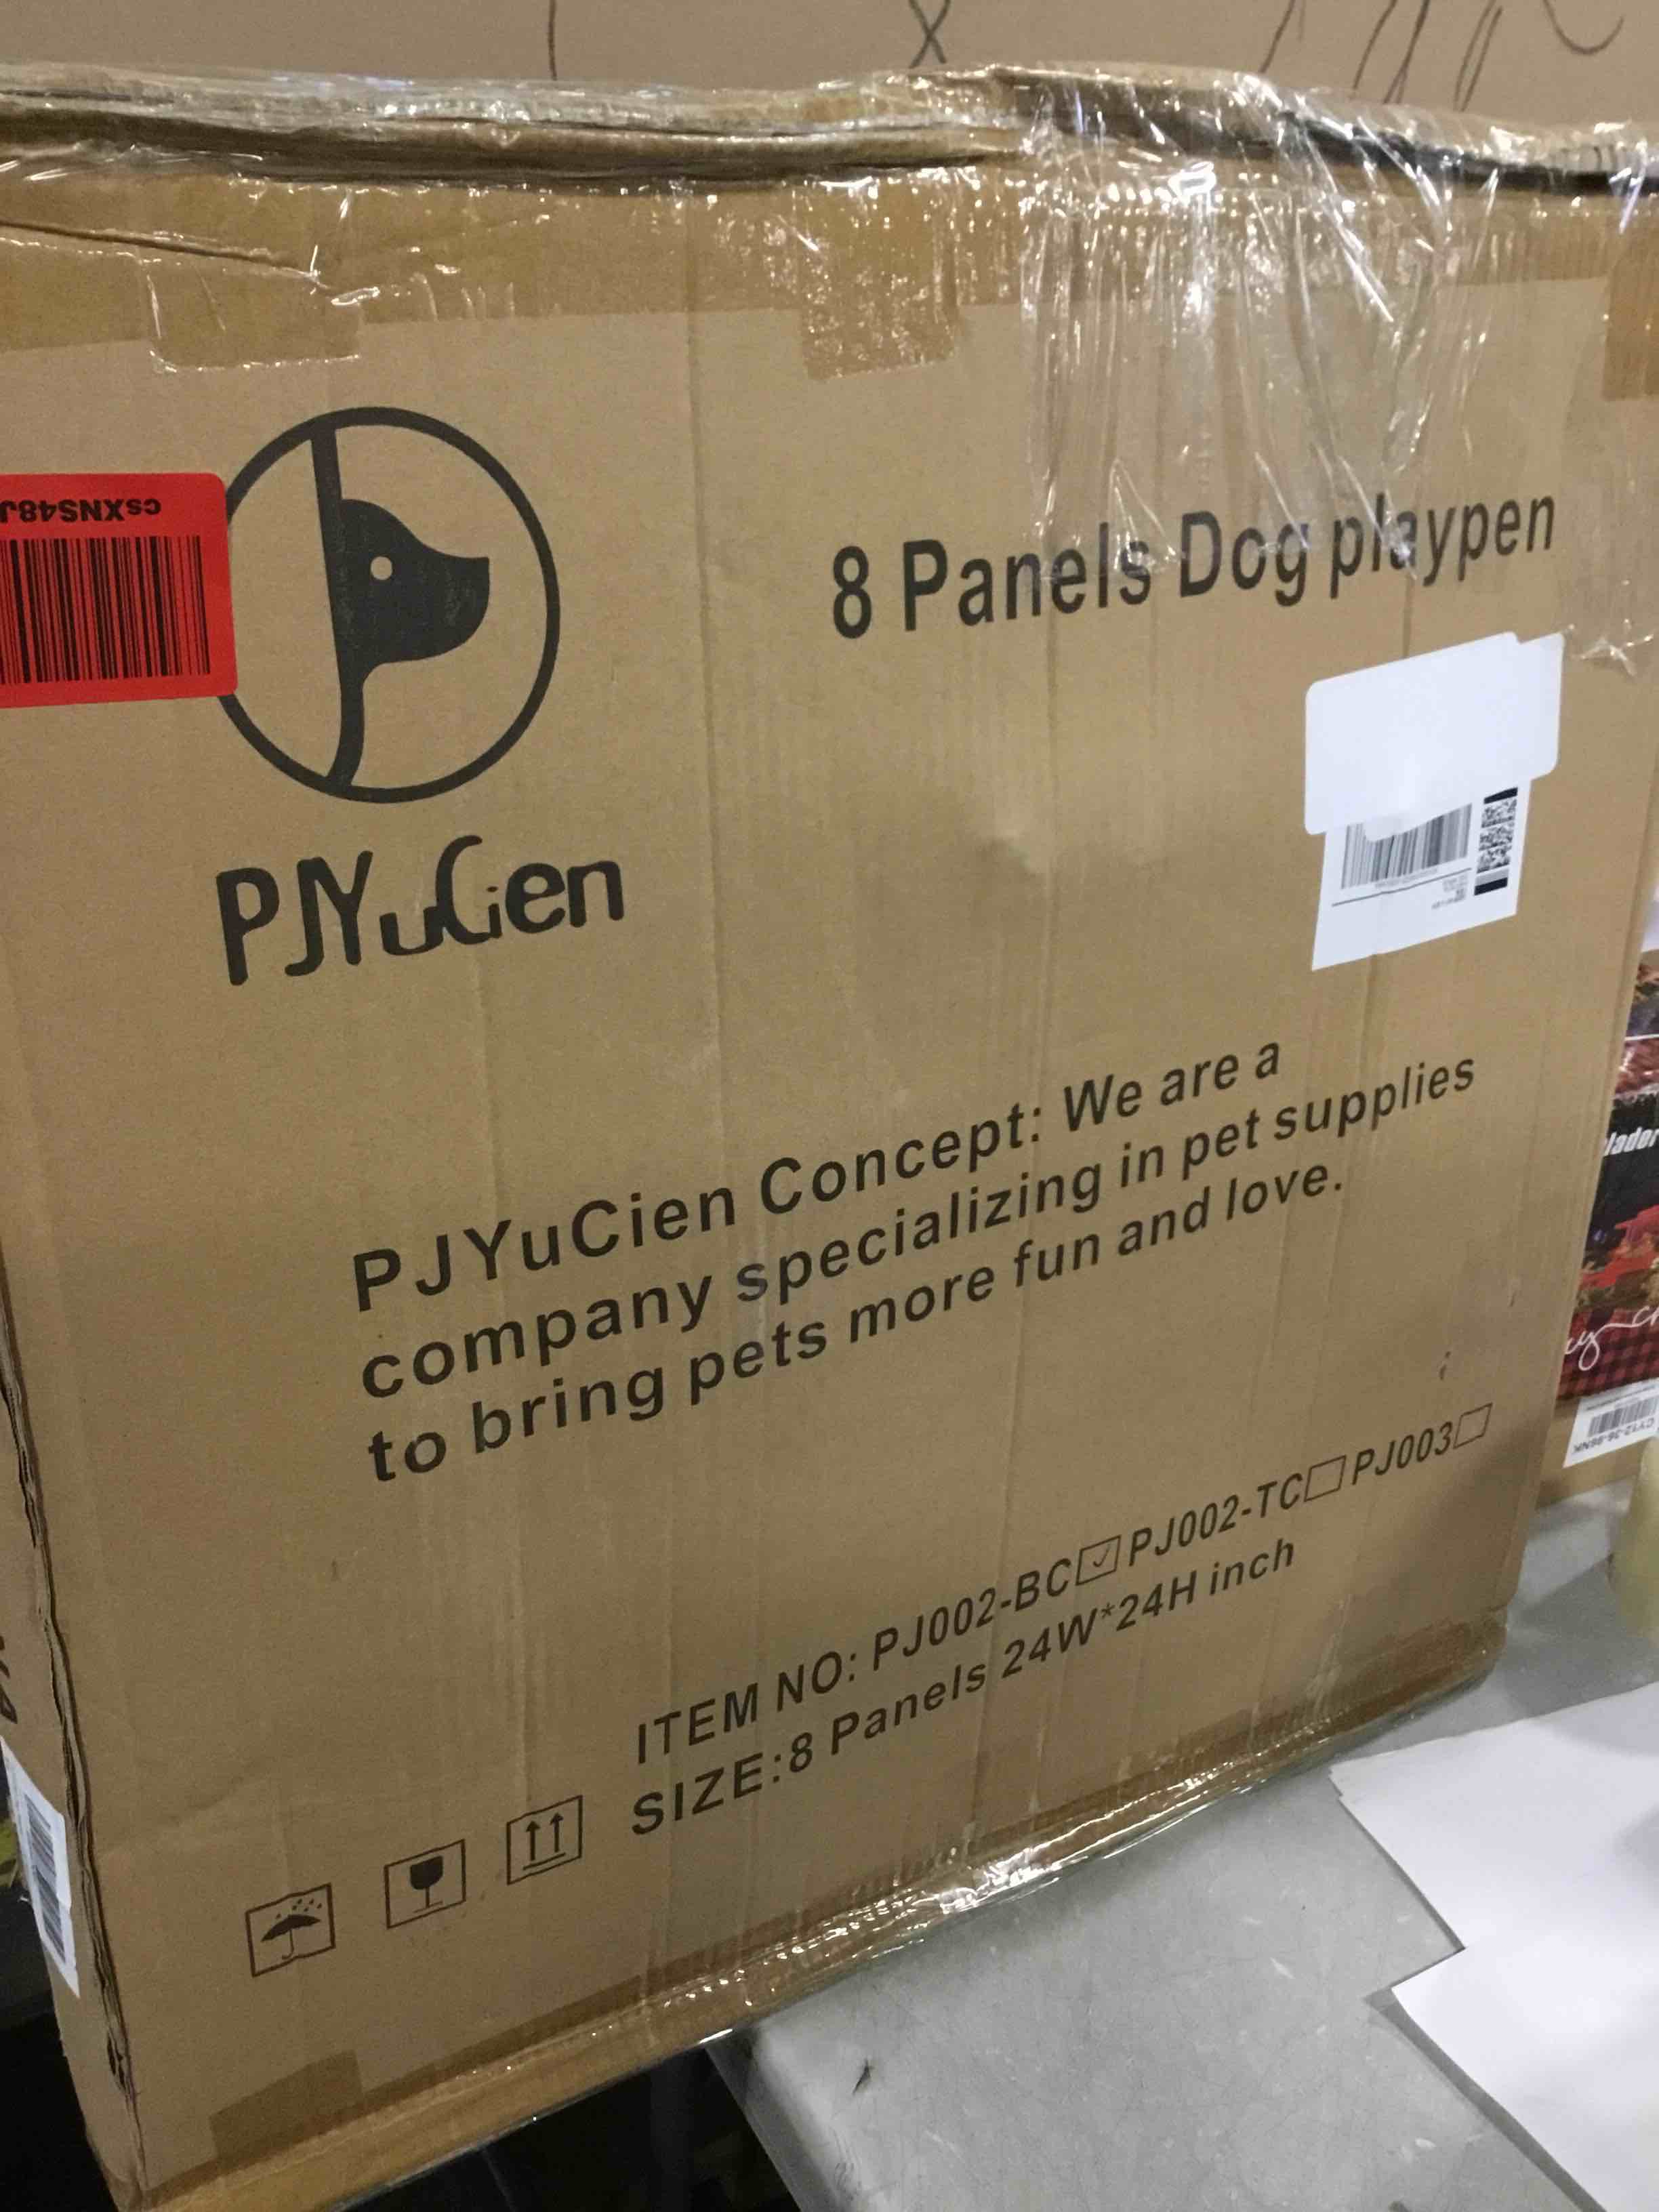 csXNS48J
8 Panels Dog playpen
PJYuCien
PJYuCien Concept: We are a
company specializing in pet supplies
to bring pets more fun and love.
ITEM NO: PJ002-BC☑PJ002-TC☐PJ003☐
SIZE:8 Panels 24W*24H inch